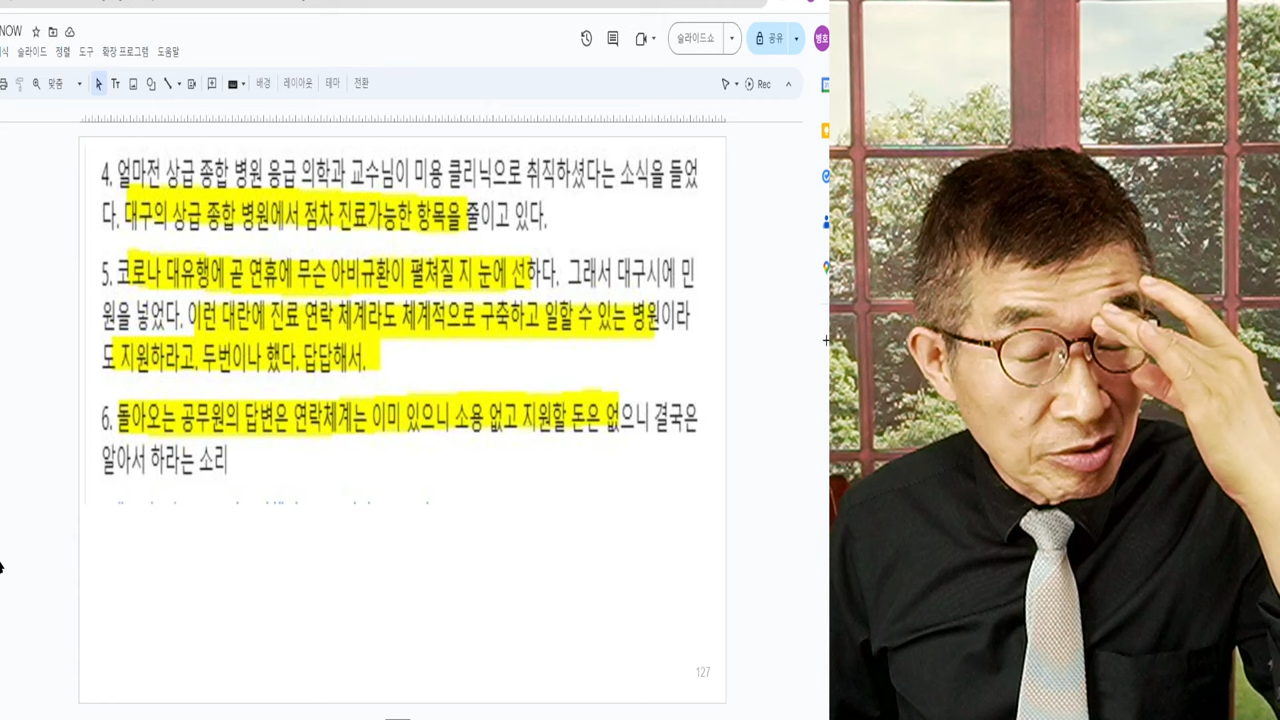 NOW
슬라이드 정렬 도구 확장 프로그램 도움말
슬라이드쇼
공유
맞춤
배경 레이아웃 테마 전환
Rec
4. 얼마전 상급 종합 병원 응급 의학과 교수님이 미용 클리닉으로 취직하셨다는 소식을 들었
다. 대구의 상급 종합 병원에서 점차 진료가능한 항목을 줄이고 있다.
5. 코로나 대유행에 곧 연휴에 무슨 아비규환이 펼쳐질 지 눈에 선하다. 그래서 대구시에 민
원을 넣었다. 이런 대란에 진료 연락 체계라도 체계적으로 구축하고 일할 수 있는 병원이라
도 지원하라고. 두번이나 했다. 답답해서.
6. 돌아오는 공무원의 답변은 연락체계는 이미 있으니 소용 없고 지원할 돈은 없으니 결국은
알아서 하라는 소리
127